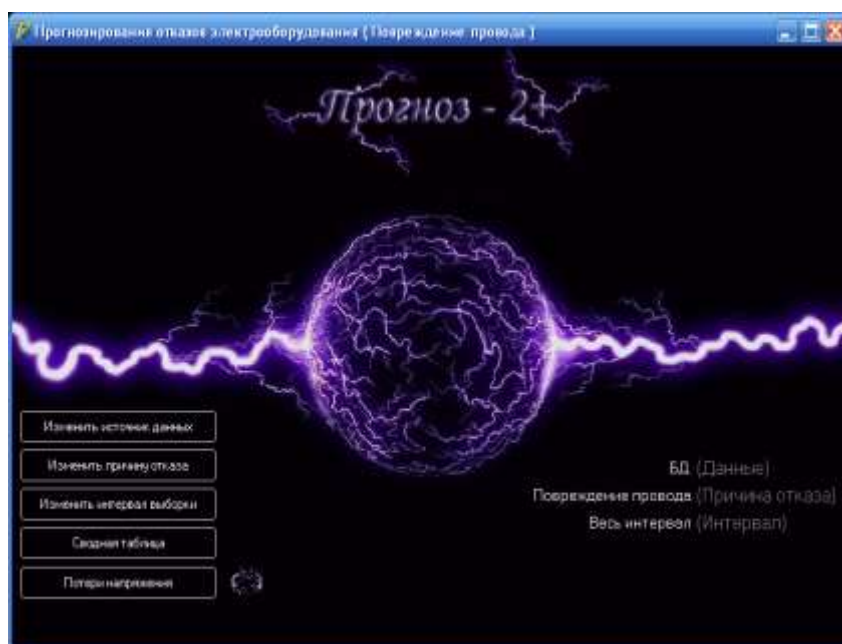 Прогнозирования отказов электрооборудования ( Повреждение провода )
Прогноз - 2+
Изменить источник данных
Изменить причину отказа
Изменить интервал выборки
Сводная таблица
Потери напряжения
БД (Данные)
Повреждение провода (Причина отказа)
Весь интервал (Интервал)